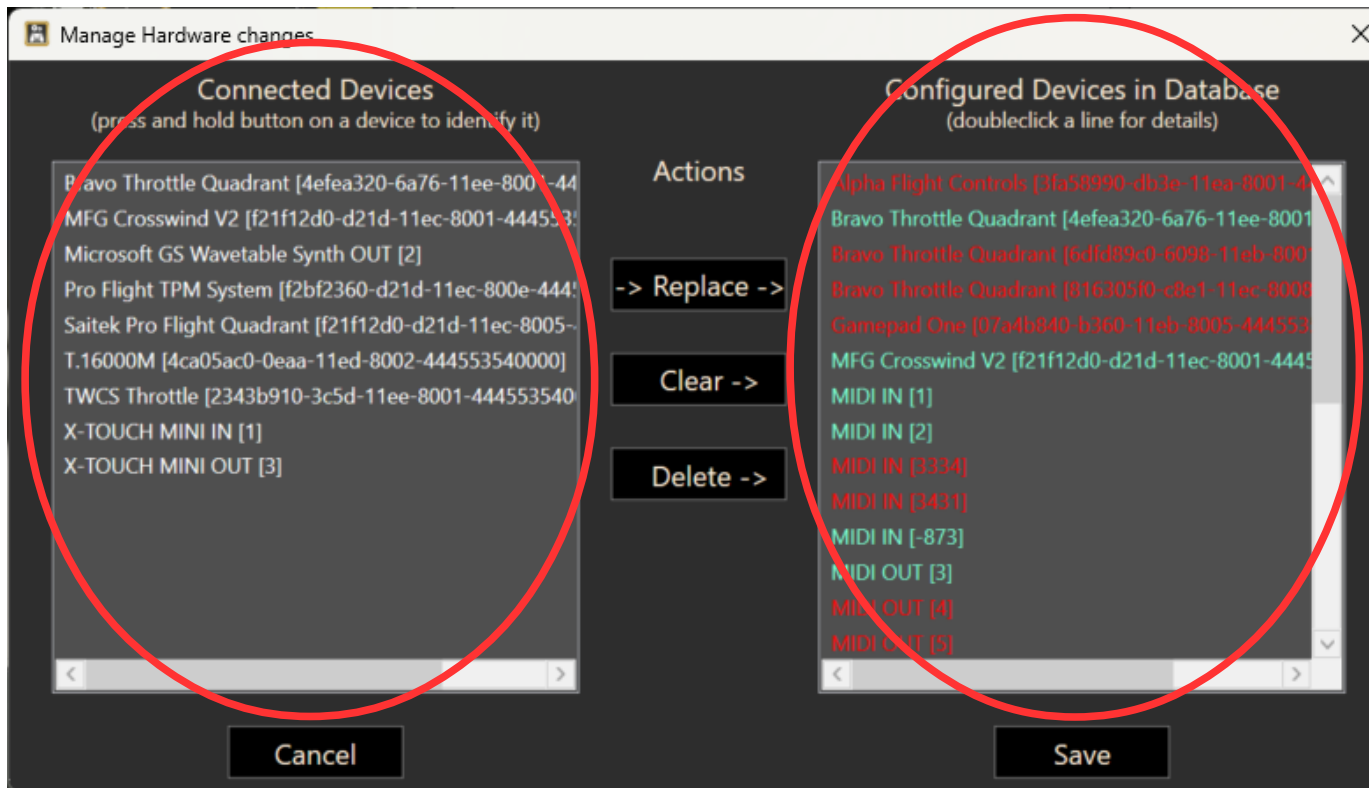 Manage Hardware changes
Connected Devices
(press and hold button on a device to identify it)
Bravo Throttle Quadrant [4efea320-6a76-11ee-8001-44
MFG Crosswind V2 [f21f12d0-d21d-11ec-8001-4445535
Microsoft GS Wavetable Synth OUT [2]
Pro Flight TPM System [f2bf2360-d21d-11ec-800e-4445
Saitek Pro Flight Quadrant [f21f12d0-d21d-11ec-8005-
T.16000M [4ca05ac0-0eaa-11ed-8002-444553540000]
TWCS Throttle [2343b910-3c5d-11ee-8001-4445535400
X-TOUCH MINI IN [1]
X-TOUCH MINI OUT [3]
Actions
-> Replace ->
Clear ->
Delete ->
Configured Devices in Database
(doubleclick a line for details)
Alpha Flight Controls [3fa58990-db3e-11ea-8001-4
Bravo Throttle Quadrant [4efea320-6a76-11ee-8001
Bravo Throttle Quadrant [6dfd89c0-6098-11eb-800
Bravo Throttle Quadrant [816305f0-c8e1-11ec-8008
Gamepad One [07a4b840-b360-11eb-8005-444553
MFG Crosswind V2 [f21f12d0-d21d-11ec-8001-4445
MIDI IN [1]
MIDI IN [2]
MIDI IN [3334]
MIDI IN [3431]
MIDI IN [-873]
MIDI OUT [3]
MIDI OUT [4]
MIDI OUT [5]
Cancel
Save